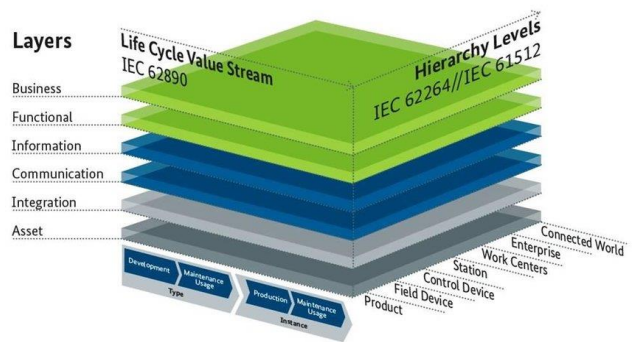 Layers
Life Cycle Value Stream
IEC 62890
Hierarchy Levels
IEC 62264//IEC 61512
Business
Functional
Information
Communication
Integration
Asset
Development
Maintenance
Usage
Type
Production
Maintenance
Usage
Instance
Connected World
Enterprise
Work Centers
Station
Control Device
Field Device
Product